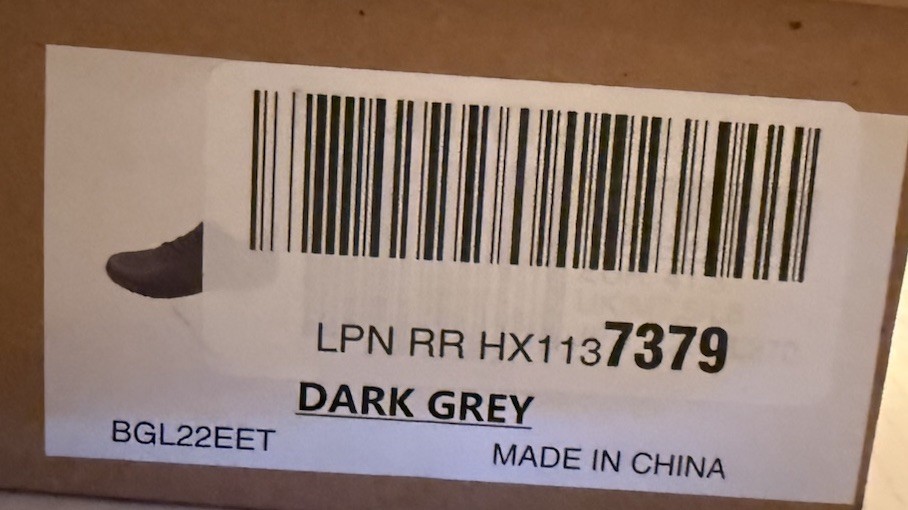 LPN RR HX1137379
DARK GREY
BGL22EET
MADE IN CHINA